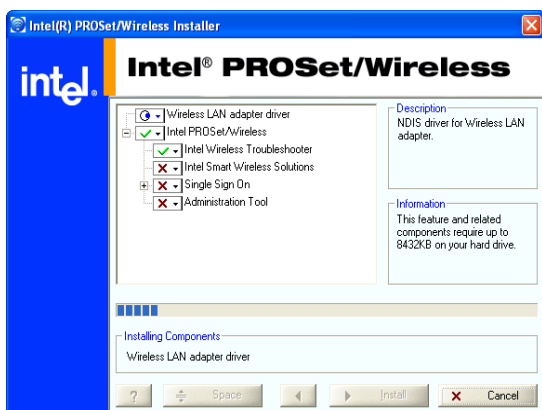 Intel(R) PROSet/Wireless Installer
intel.
Intel® PROSet/Wireless
Wireless LAN adapter driver
Intel PROSet/Wireless
Intel Wireless Troubleshooter
Intel Smart Wireless Solutions
Single Sign On
Administration Tool
Description
NDIS driver for Wireless LAN
adapter.
Information
This feature and related
components require up to
8432KB on your hard drive.
Installing Components
Wireless LAN adapter driver
?
Space
Install
Cancel